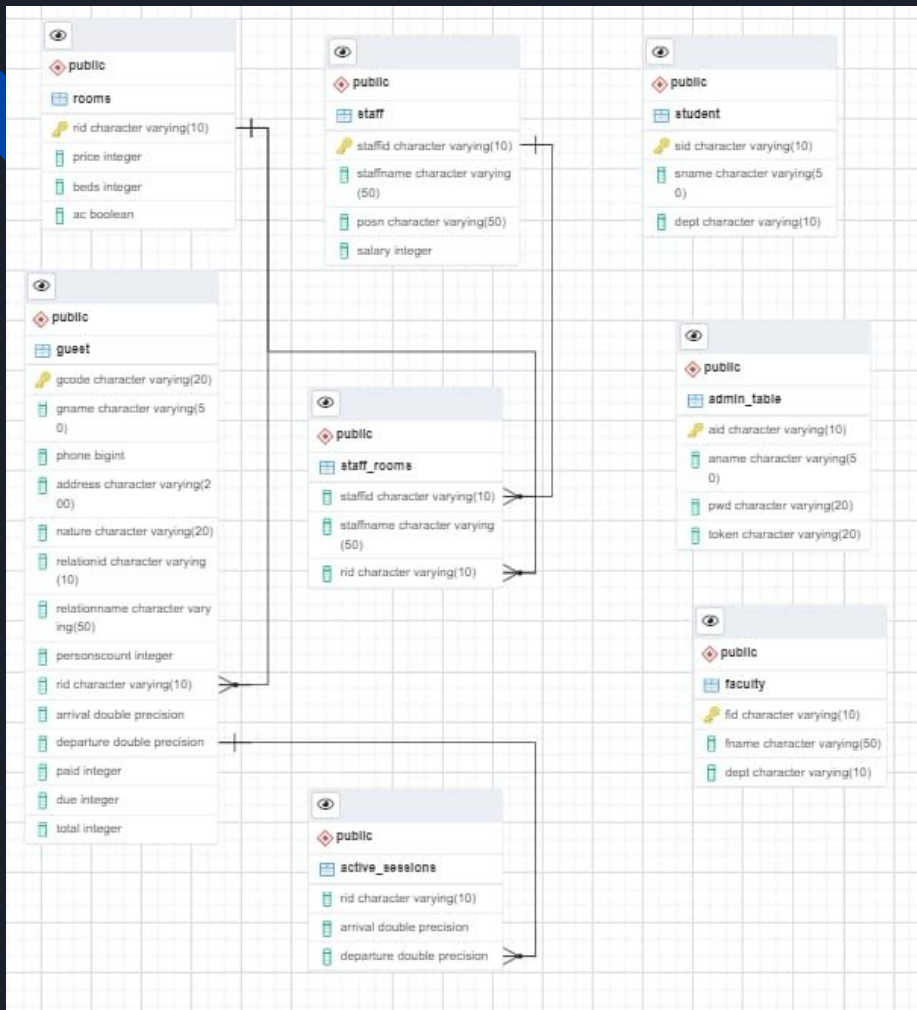 public
rooms
rid character varying(10)
price integer
beds integer
ac boolean
public
staff
staffid character varying(10)
staffname character varying
(50)
posn character varying(50)
salary integer
public
student
sid character varying(10)
sname character varying(5
0)
dept character varying(10)
public
guest
gcode character varying(20)
gname character varying(5
0)
phone bigint
address character varying(2
00)
nature character varying(20)
relationid character varying
(10)
relationname character vary
ing(50)
personscount integer
rid character varying(10)
arrival double precision
departure double precision
paid integer
due integer
total integer
public
staff_rooms
staffid character varying(10)
staffname character varying
(50)
rid character varying(10)
public
admin_table
aid character varying(10)
aname character varying(5
0)
pwd character varying(20)
token character varying(20)
public
faculty
fid character varying(10)
fname character varying(50)
dept character varying(10)
public
active_sessions
rid character varying(10)
arrival double precision
departure double precision